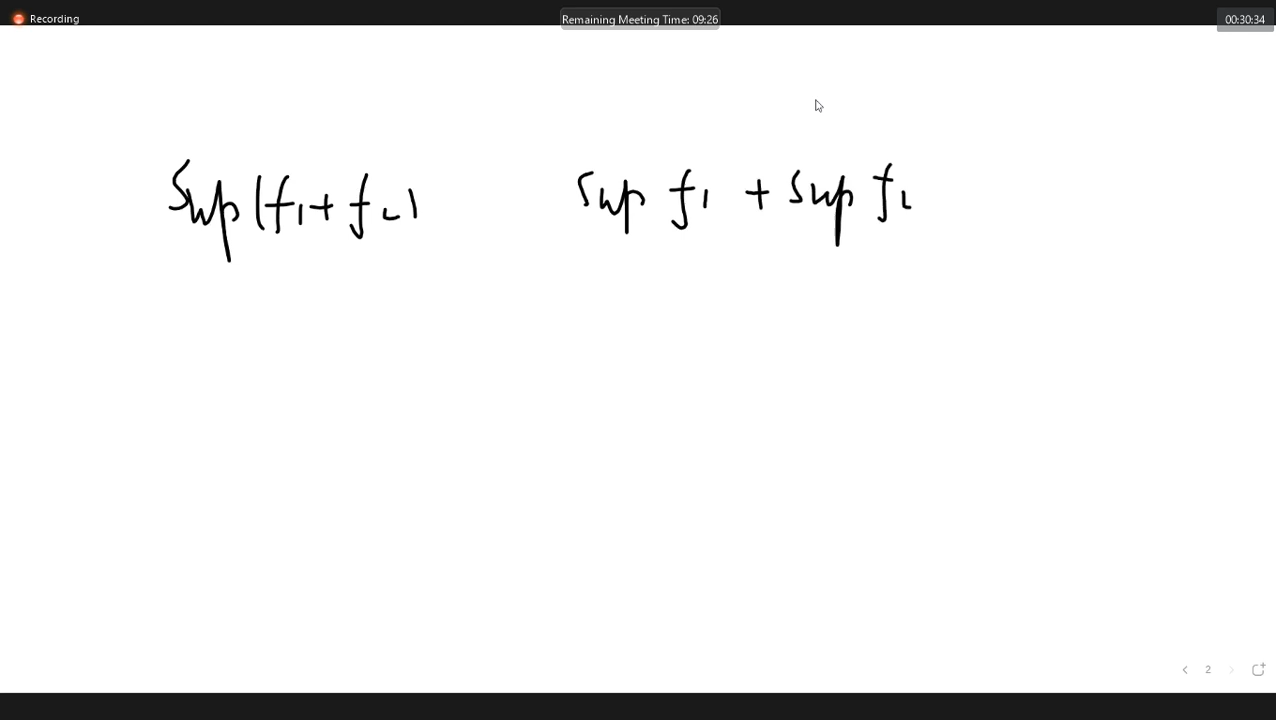 Recording
Remaining Meeting Time: 09:26
00:30:34
Sup (f₁ + f₂)
Sup f₁ + Sup f₂
2